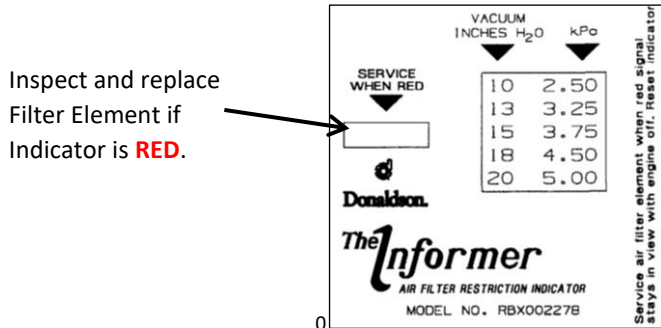 Inspect and replace
Filter Element if
Indicator is RED.
VACUUM
INCHES H₂O kPa
SERVICE
WHEN RED
10 2.50
13 3.25
15 3.75
18 4.50
20 5.00
Donaldson.
The Informer
AIR FILTER RESTRICTION INDICATOR
MODEL NO. RBX002278
0
Service air filter element when red signal
stays in view with engine off. Reset indicator